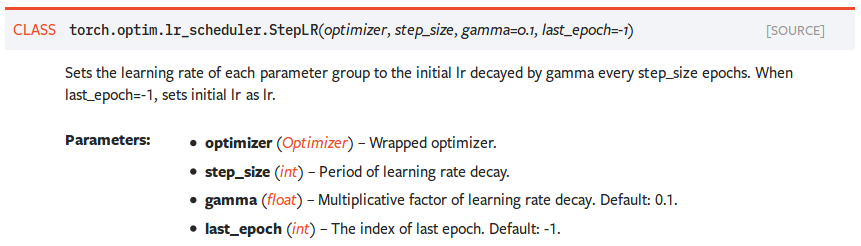 CLASS torch.optim.lr_scheduler.StepLR(optimizer, step_size, gamma=0.1, last_epoch=-1) [SOURCE]
Sets the learning rate of each parameter group to the initial lr decayed by gamma every step_size epochs. When
last_epoch=-1, sets initial lr as lr.
Parameters: • optimizer (Optimizer) – Wrapped optimizer.
• step_size (int) – Period of learning rate decay.
• gamma (float) – Multiplicative factor of learning rate decay. Default: 0.1.
• last_epoch (int) – The index of last epoch. Default: -1.